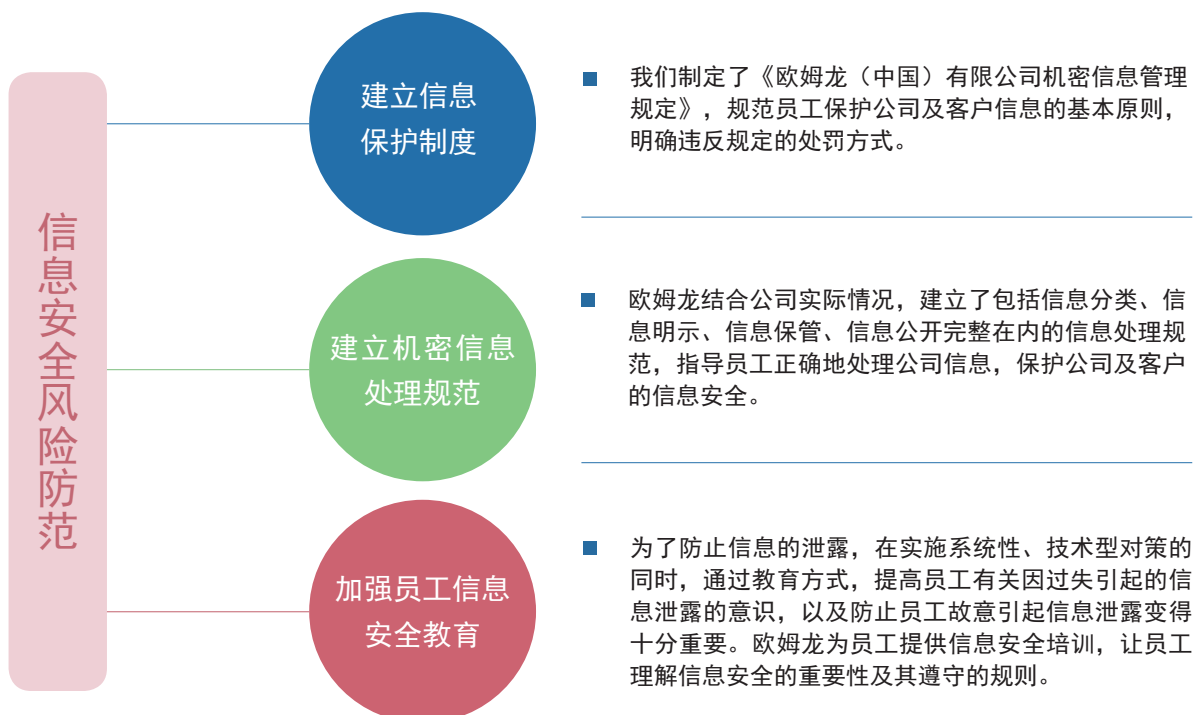 信息安全风险防范
建立信息
保护制度
我们制定了《欧姆龙（中国）有限公司机密信息管理
规定》，规范员工保护公司及客户信息的基本原则，
明确违反规定的处罚方式。
建立机密信息
处理规范
欧姆龙结合公司实际情况，建立了包括信息分类、信
息明示、信息保管、信息公开完整在内的信息处理规
范，指导员工正确地处理公司信息，保护公司及客户
的信息安全。
加强员工信息
安全教育
为了防止信息的泄露，在实施系统性、技术型对策的
同时，通过教育方式，提高员工有关因过失引起的信
息泄露的意识，以及防止员工故意引起信息泄露变得
十分重要。欧姆龙为员工提供信息安全培训，让员工
理解信息安全的重要性及其遵守的规则。